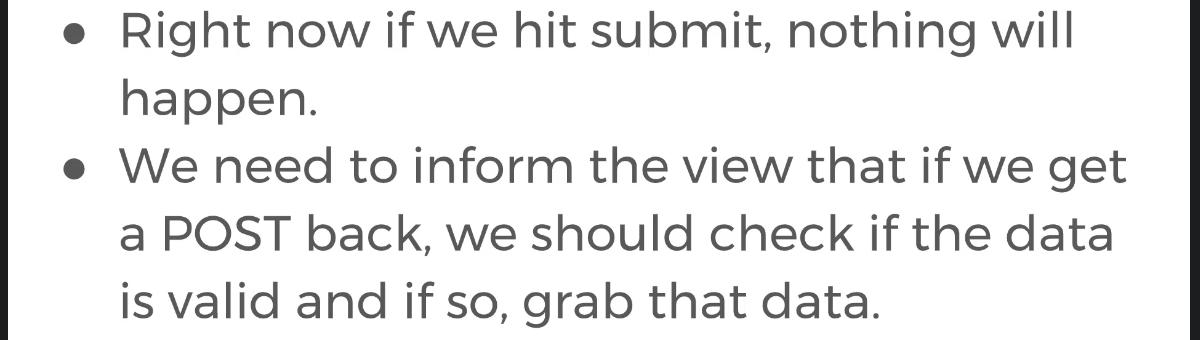 ● Right now if we hit submit, nothing will
happen.
● We need to inform the view that if we get
a POST back, we should check if the data
is valid and if so, grab that data.